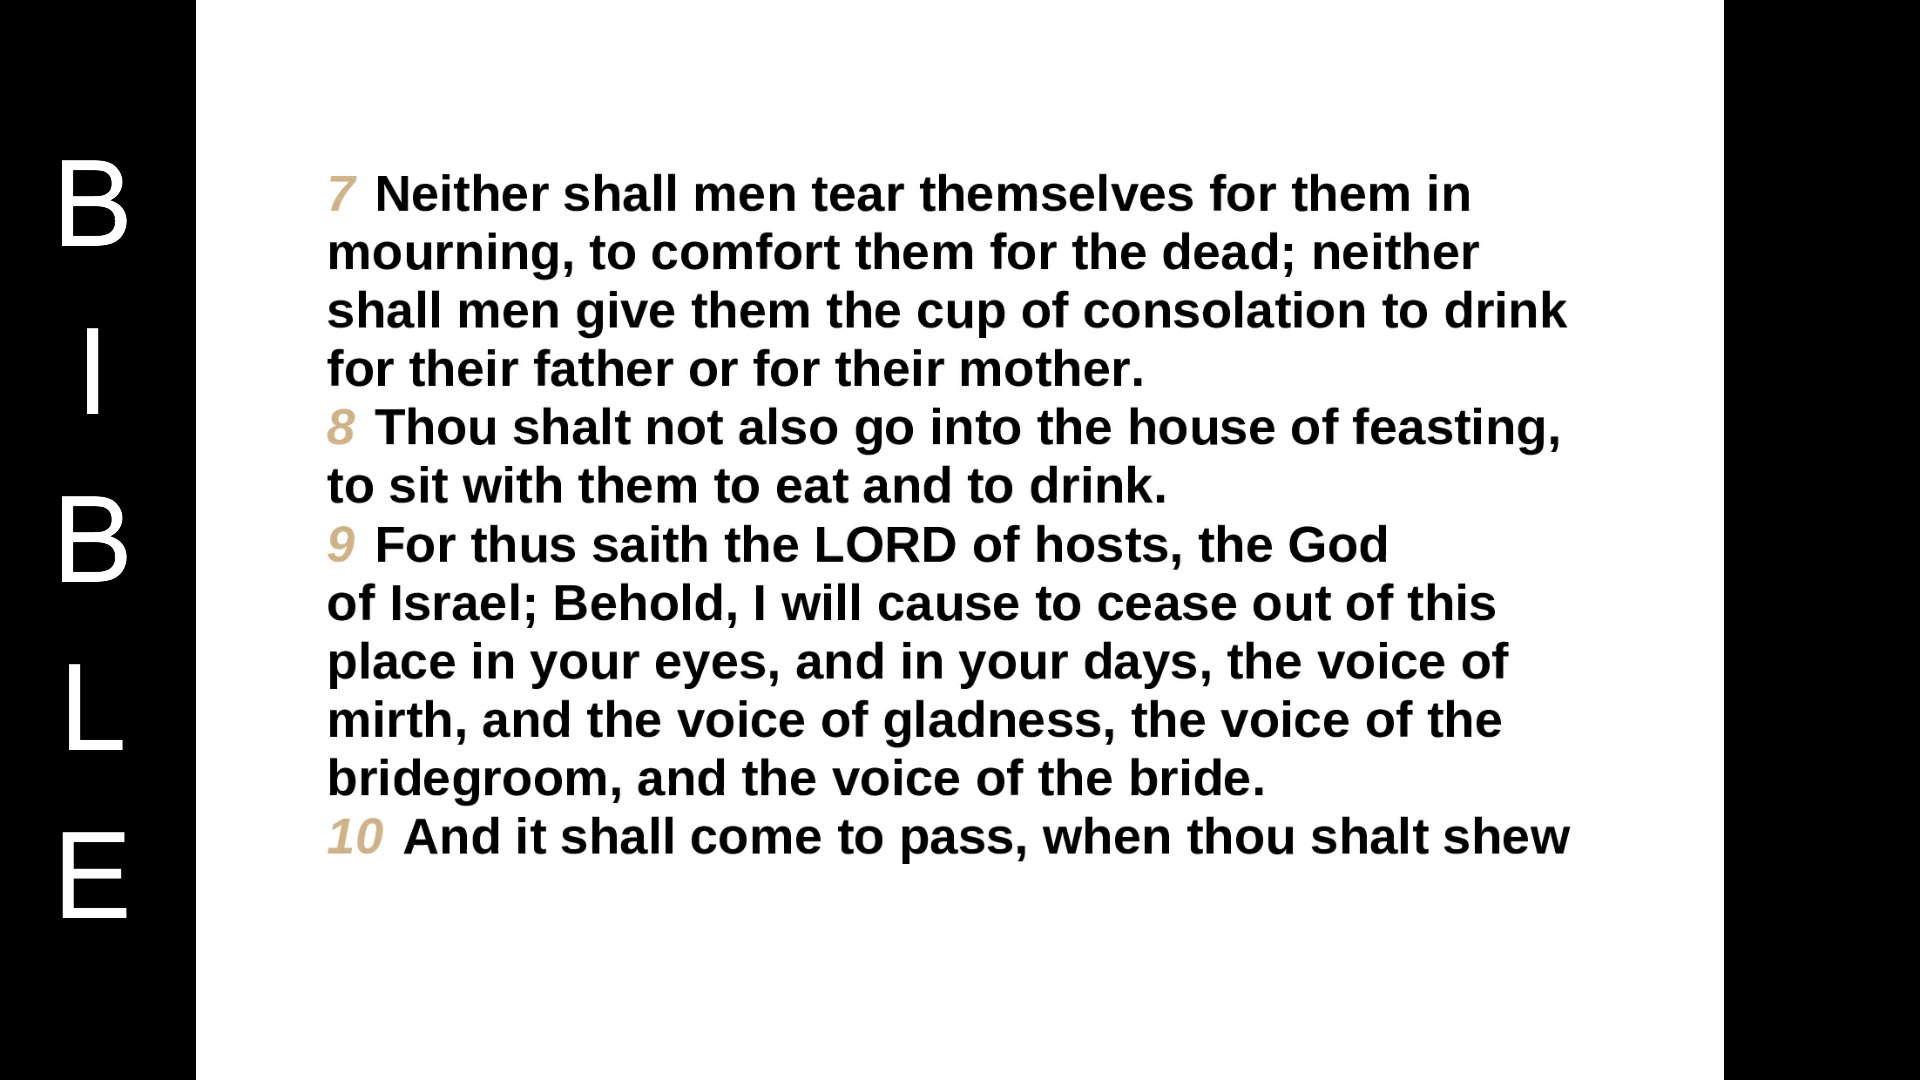 B
I
B
L
E
7 Neither shall men tear themselves for them in
mourning, to comfort them for the dead; neither
shall men give them the cup of consolation to drink
for their father or for their mother.
8 Thou shalt not also go into the house of feasting,
to sit with them to eat and to drink.
9 For thus saith the LORD of hosts, the God
of Israel; Behold, I will cause to cease out of this
place in your eyes, and in your days, the voice of
mirth, and the voice of gladness, the voice of the
bridegroom, and the voice of the bride.
10 And it shall come to pass, when thou shalt shew